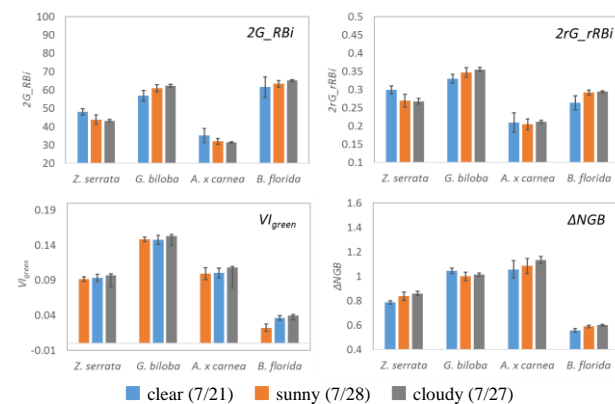 2G_RBi
100
90
80
70
60
50
40
30
20
2G_RBi
Z. serrata G. biloba A. x carnea B. florida
2rG_rRBi
0.5
0.45
0.4
0.35
0.3
0.25
0.2
0.15
0.1
2rG_rRBi
Z. serrata G. biloba A. x carnea B. florida
VIgreen
0.19
0.14
0.09
0.04
-0.01
VIgreen
Z. serrata G. biloba A. x carnea B. florida
ΔNGB
1.6
1.4
1.2
1
0.8
0.6
0.4
ΔNGB
Z. serrata G. biloba A. x carnea B. florida
clear (7/21) sunny (7/28) cloudy (7/27)